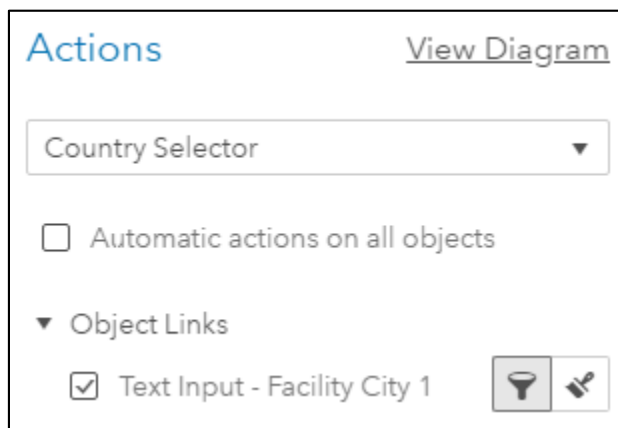 Actions View Diagram
Country Selector
Automatic actions on all objects
Object Links
Text Input - Facility City 1